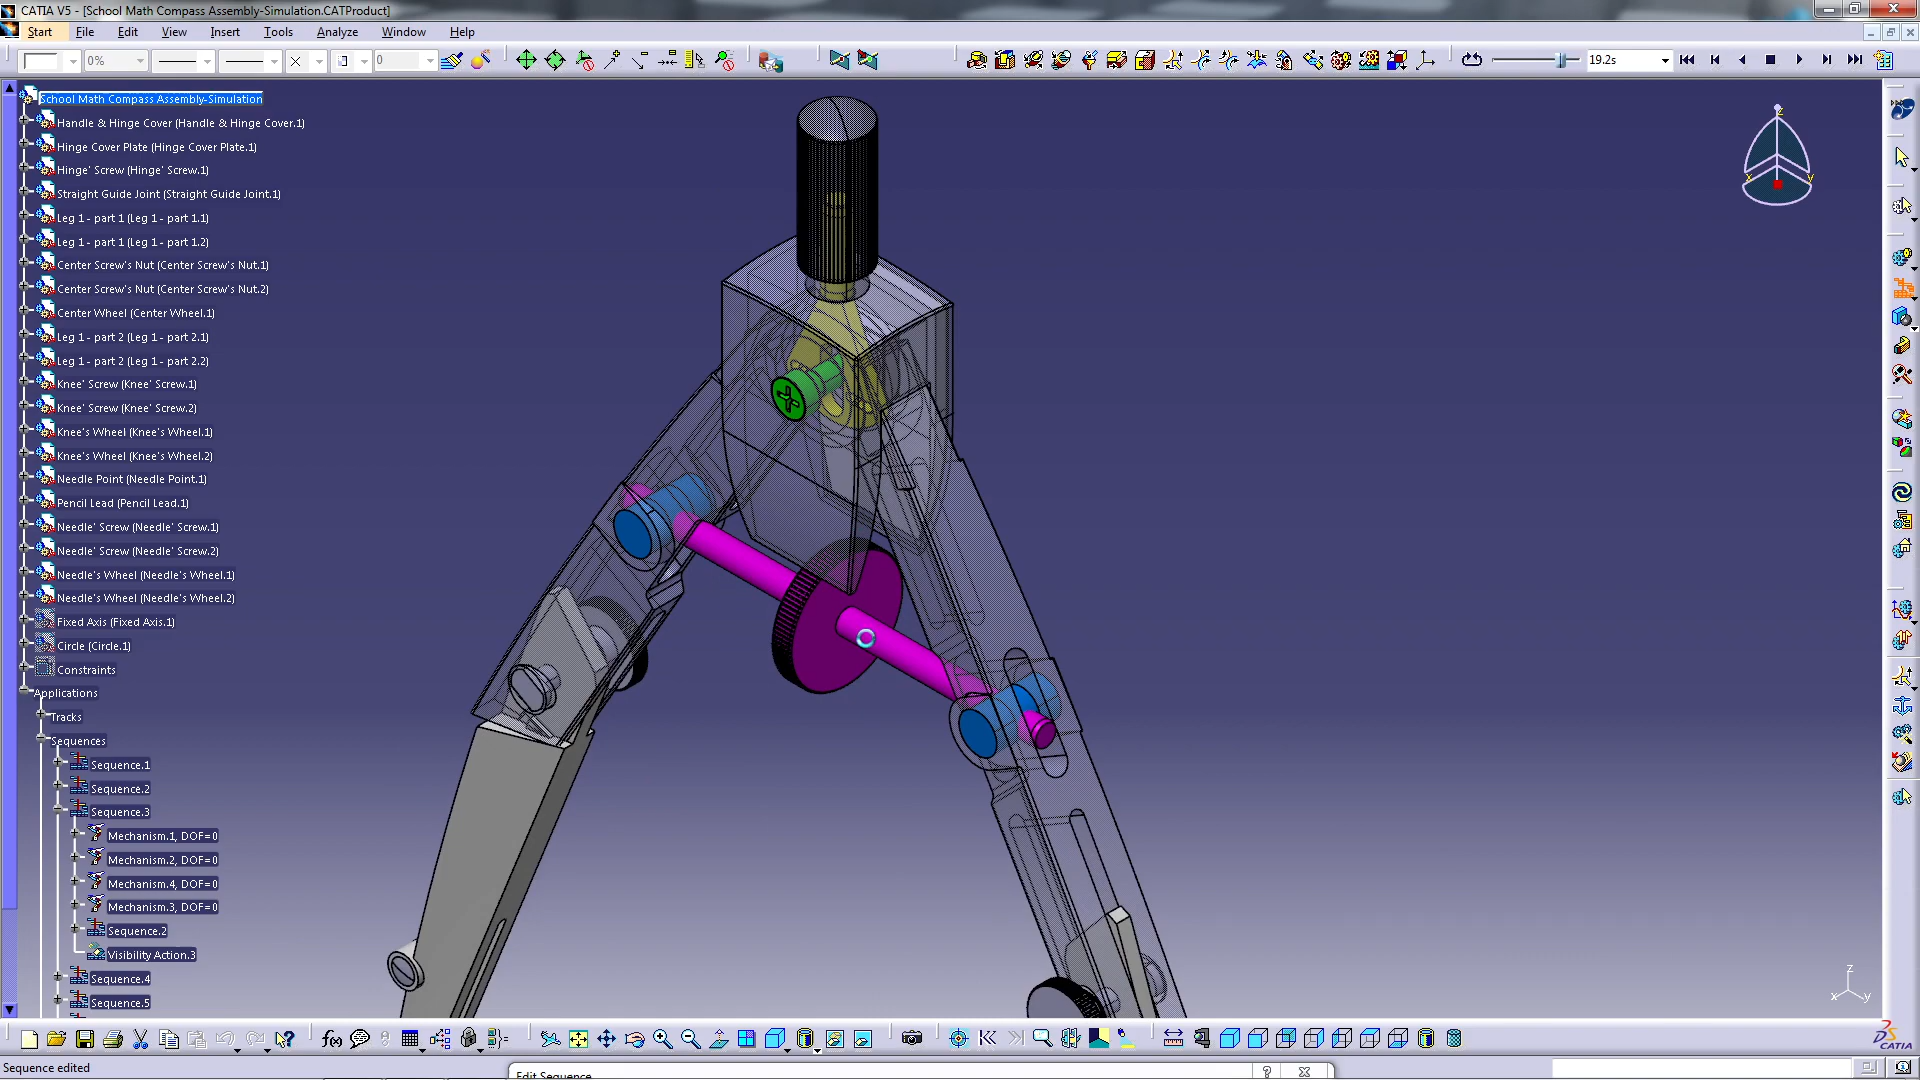 CATIA V5 - [School Math Compass Assembly-Simulation.CATProduct]
Start File Edit View Insert Tools Analyze Window Help
0% 0 19.2s
School Math Compass Assembly-Simulation
Handle & Hinge Cover (Handle & Hinge Cover.1)
Hinge Cover Plate (Hinge Cover Plate.1)
Hinge' Screw (Hinge' Screw.1)
Straight Guide Joint (Straight Guide Joint.1)
Leg 1 - part 1 (Leg 1 - part 1.1)
Leg 1 - part 1 (Leg 1 - part 1.2)
Center Screw's Nut (Center Screw's Nut.1)
Center Screw's Nut (Center Screw's Nut.2)
Center Wheel (Center Wheel.1)
Leg 1 - part 2 (Leg 1 - part 2.1)
Leg 1 - part 2 (Leg 1 - part 2.2)
Knee' Screw (Knee' Screw.1)
Knee' Screw (Knee' Screw.2)
Knee's Wheel (Knee's Wheel.1)
Knee's Wheel (Knee's Wheel.2)
Needle Point (Needle Point.1)
Pencil Lead (Pencil Lead.1)
Needle' Screw (Needle' Screw.1)
Needle' Screw (Needle' Screw.2)
Needle's Wheel (Needle's Wheel.1)
Needle's Wheel (Needle's Wheel.2)
Fixed Axis (Fixed Axis.1)
Circle (Circle.1)
Constraints
Applications
Tracks
Sequences
Sequence.1
Sequence.2
Sequence.3
Mechanism.1, DOF=0
Mechanism.2, DOF=0
Mechanism.4, DOF=0
Mechanism.3, DOF=0
Sequence.2
Visibility Action.3
Sequence.4
Sequence.5
z
x y
z
x y
f(x)
CATIA
Sequence edited
Edit Sequence